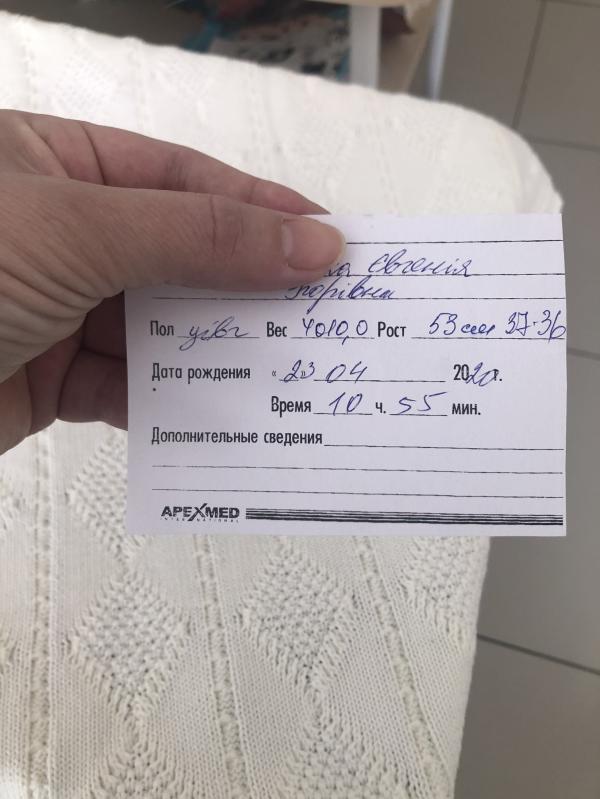 Євгенія
Ігорівна
Пол дівч Вес 4010,0 Рост 53 см 37-36
Дата рождения « 23 » 04 2020 г.
Время 10 ч. 55 мин.
Дополнительные сведения
APEXMED
INTERNATIONAL